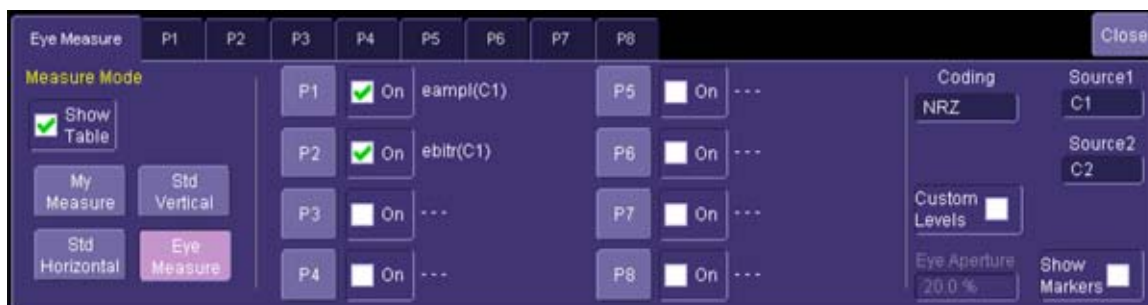 Eye Measure P1 P2 P3 P4 P5 P6 P7 P8 Close
Measure Mode
Show
Table
My
Measure
Std
Vertical
Std
Horizontal
Eye
Measure
P1 On eampl(C1)
P2 On ebitr(C1)
P3 On ---
P4 On ---
P5 On ---
P6 On ---
P7 On ---
P8 On ---
Coding
NRZ
Source1
C1
Source2
C2
Custom
Levels
Eye Aperture
20.0 %
Show
Markers